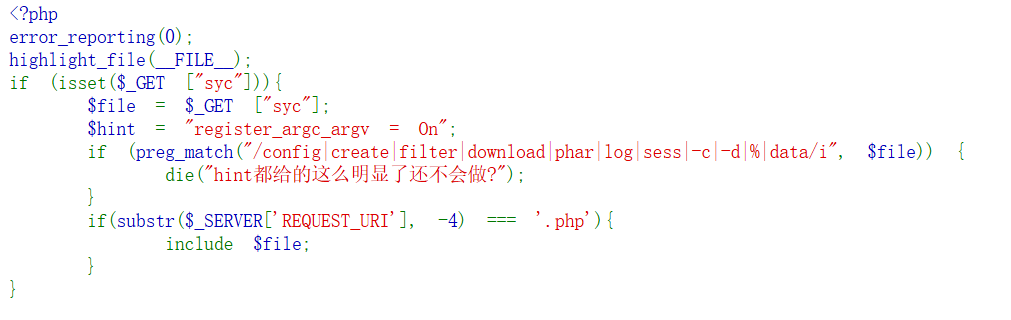 <?php
error_reporting(0);
highlight_file(__FILE__);
if (isset($_GET ["syc"])){
$file = $_GET ["syc"];
$hint = "register_argc_argv = On";
if (preg_match("/config|create|filter|download|phar|log|sess|-c|-d|%|data/i", $file)) {
die("hint都给的这么明显了还不会做?");
}
if(substr($_SERVER['REQUEST_URI'], -4) === '.php'){
include $file;
}
}